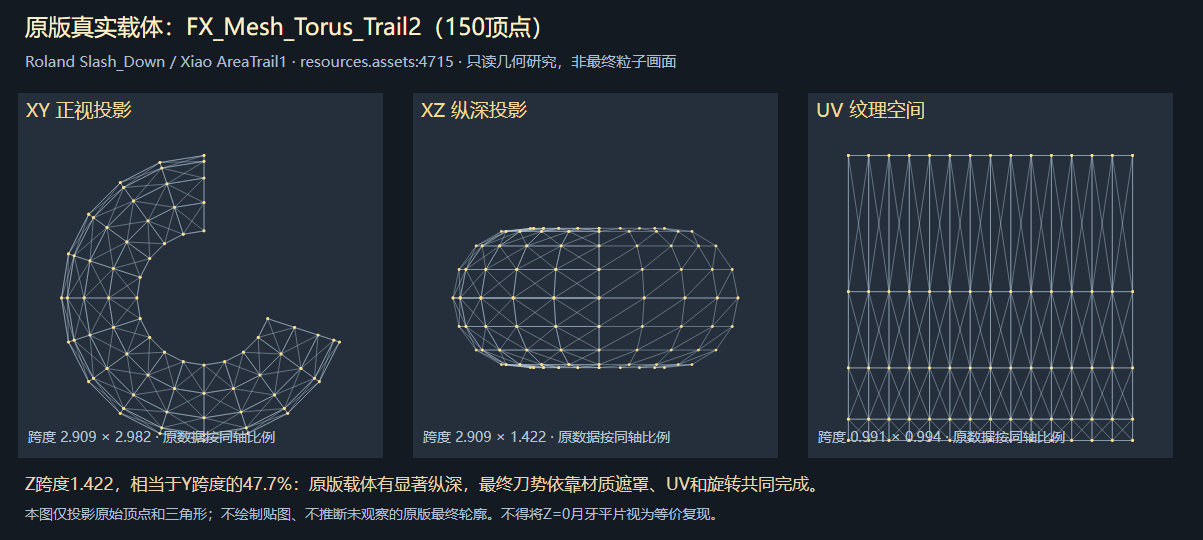 原版真实载体：FX_Mesh_Torus_Trail2（150顶点）
Roland Slash_Down / Xiao AreaTrail1 · resources.assets:4715 · 只读几何研究，非最终粒子画面
XY 正视投影
跨度 2.909 × 2.982 · 原数据按同轴比例
XZ 纵深投影
跨度 2.909 × 1.422 · 原数据按同轴比例
UV 纹理空间
跨度 0.991 × 0.994 · 原数据按同轴比例
Z跨度1.422，相当于Y跨度的47.7%：原版载体有显著纵深，最终刀势依靠材质遮罩、UV和旋转共同完成。
本图仅投影原始顶点和三角形；不绘制贴图、不推断未观察的原版最终轮廓。不得将Z=0月牙平片视为等价复现。